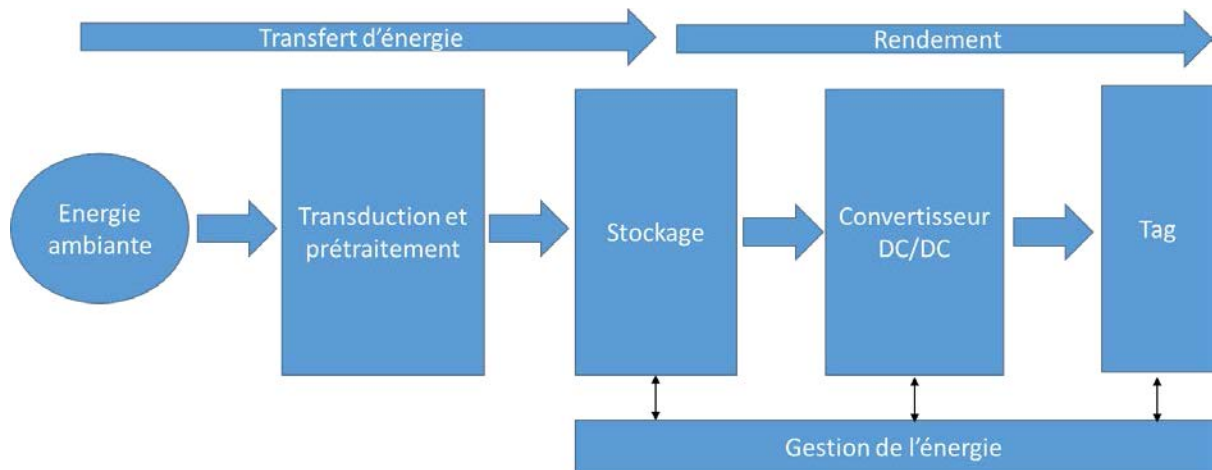 Transfert d’énergie
Rendement
Energie
ambiante
Transduction et
prétraitement
Stockage
Convertisseur
DC/DC
Tag
Gestion de l’énergie